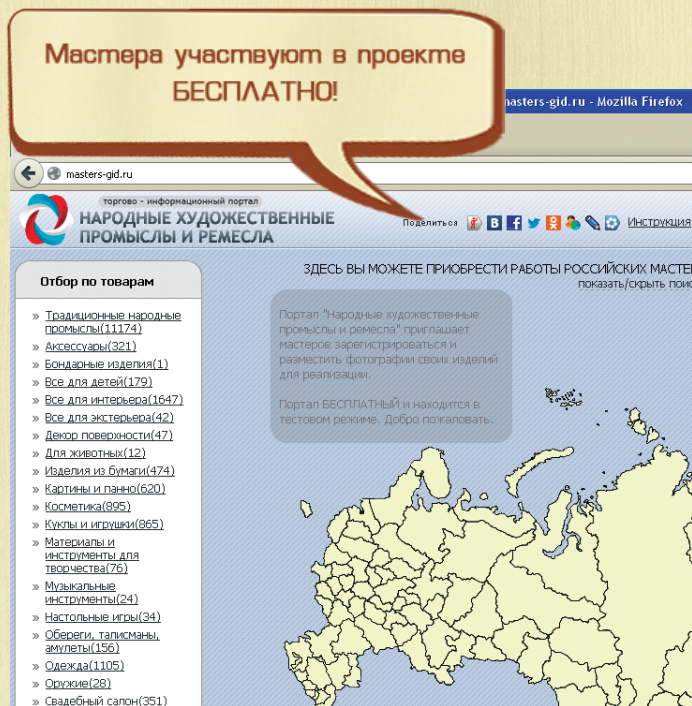 Мастера участвуют в проекте
БЕСПЛАТНО!
masters-gid.ru - Mozilla Firefox
masters-gid.ru
торгово - информационный портал
НАРОДНЫЕ ХУДОЖЕСТВЕННЫЕ
ПРОМЫСЛЫ И РЕМЕСЛА
Поделиться
Инструкция
Отбор по товарам
ЗДЕСЬ ВЫ МОЖЕТЕ ПРИОБРЕСТИ РАБОТЫ РОССИЙСКИХ МАСТЕ
показать/скрыть поис
» Традиционные народные
промыслы(11174)
» Аксессуары(321)
» Бондарные изделия(1)
» Все для детей(179)
» Все для интерьера(1647)
» Все для экстерьера(42)
» Декор поверхности(47)
» Для животных(12)
» Изделия из бумаги(474)
» Картины и панно(620)
» Косметика(895)
» Куклы и игрушки(865)
» Материалы и
инструменты для
творчества(76)
» Музыкальные
инструменты(24)
» Настольные игры(34)
» Обереги, талисманы,
амулеты(156)
» Одежда(1105)
» Оружие(28)
» Свадебный салон(351)
Портал "Народные художественные
промыслы и ремесла" приглашает
мастеров зарегистрироваться и
разместить фотографии своих изделий
для реализации.
Портал БЕСПЛАТНЫЙ и находится в
тестовом режиме. Добро пожаловать.